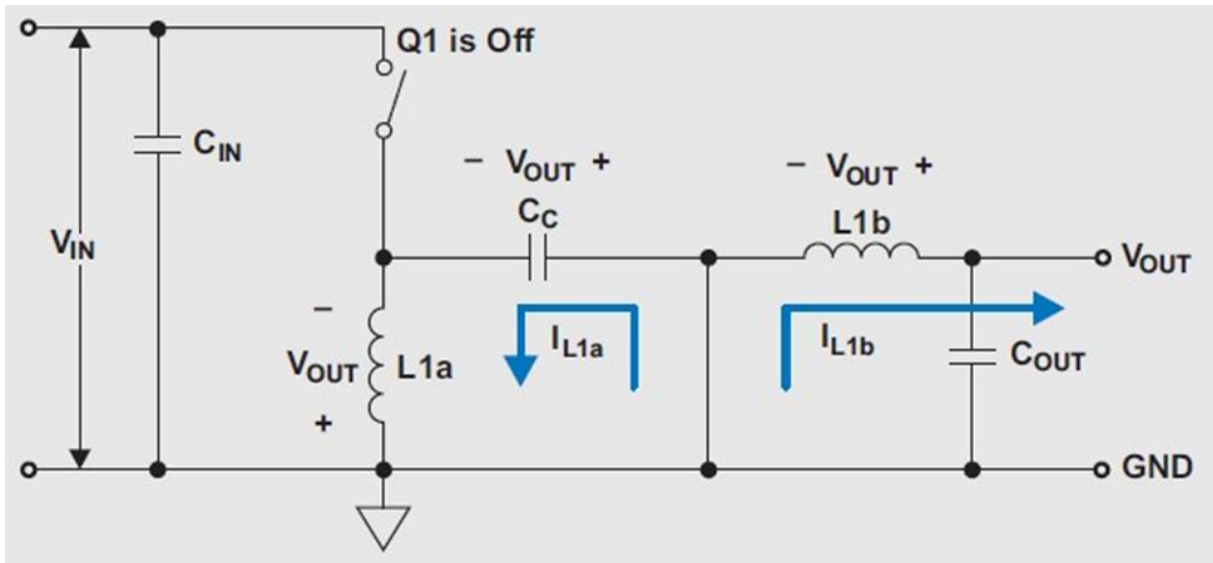 Q1 is Off
C_IN
V_IN
– V_OUT +
C_C
– V_OUT +
L1b
V_OUT
–
V_OUT
+
L1a
I_L1a
I_L1b
C_OUT
GND